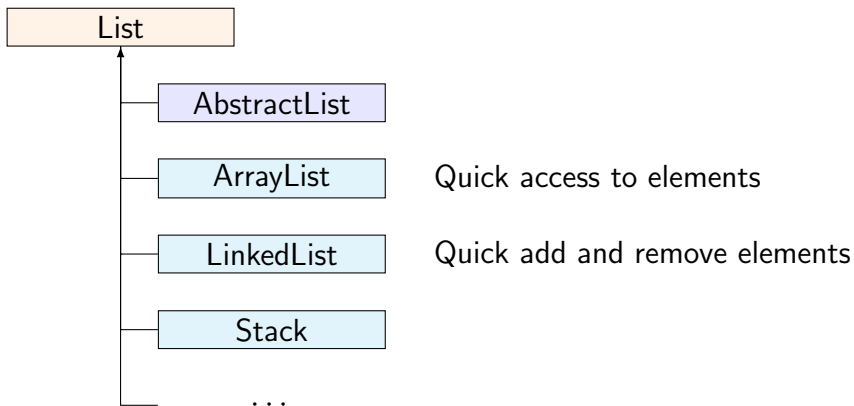 List
AbstractList
ArrayList Quick access to elements
LinkedList Quick add and remove elements
Stack
...